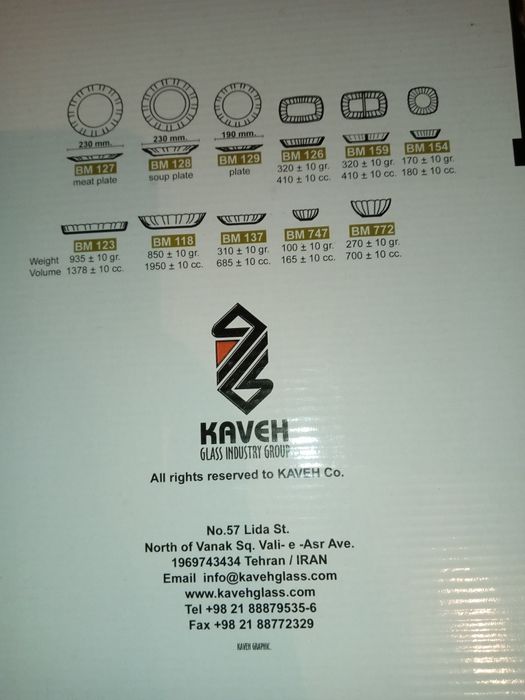 230 mm. 230 mm. 190 mm.
BM 127 BM 128 BM 129 BM 126 BM 159 BM 154
meat plate soup plate plate 320 ± 10 gr. 320 ± 10 gr. 170 ± 10 gr.
410 ± 10 cc. 410 ± 10 cc. 180 ± 10 cc.
BM 123 BM 118 BM 137 BM 747 BM 772
Weight 935 ± 10 gr. 850 ± 10 gr. 310 ± 10 gr. 100 ± 10 gr. 270 ± 10 gr.
Volume 1378 ± 10 cc. 1950 ± 10 cc. 685 ± 10 cc. 165 ± 10 cc. 700 ± 10 cc.
KAVEH
GLASS INDUSTRY GROUP
All rights reserved to KAVEH Co.
No.57 Lida St.
North of Vanak Sq. Vali- e -Asr Ave.
1969743434 Tehran / IRAN
Email info@kavehglass.com
www.kavehglass.com
Tel +98 21 88879535-6
Fax +98 21 88772329
KAVEH GRAPHIC.